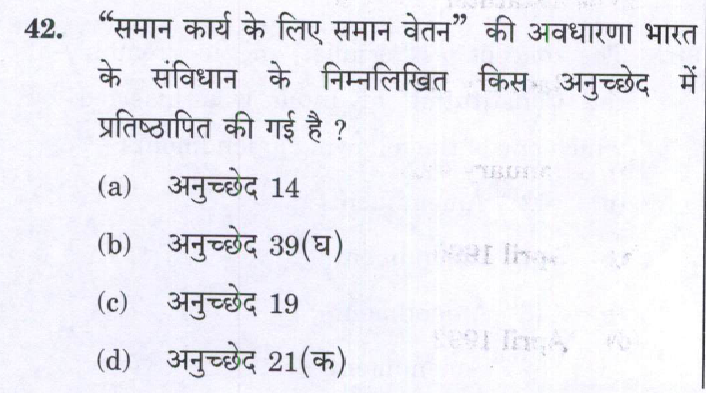 42. “समान कार्य के लिए समान वेतन” की अवधारणा भारत
के संविधान के निम्नलिखित किस अनुच्छेद में
प्रतिष्ठापित की गई है ?
(a) अनुच्छेद 14
(b) अनुच्छेद 39(घ)
(c) अनुच्छेद 19
(d) अनुच्छेद 21(क)